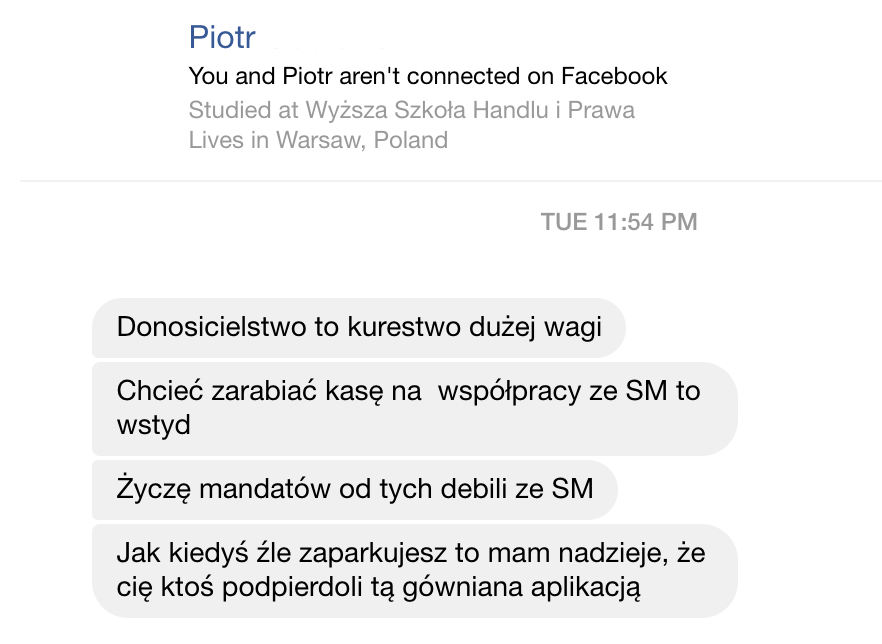 Piotr
You and Piotr aren't connected on Facebook
Studied at Wyższa Szkoła Handlu i Prawa
Lives in Warsaw, Poland
TUE 11:54 PM
Donosicielstwo to kurestwo dużej wagi
Chcieć zarabiać kasę na  współpracy ze SM to
wstyd
Życzę mandatów od tych debili ze SM
Jak kiedyś źle zaparkujesz to mam nadzieje, że
cię ktoś podpierdoli tą gówniana aplikacją